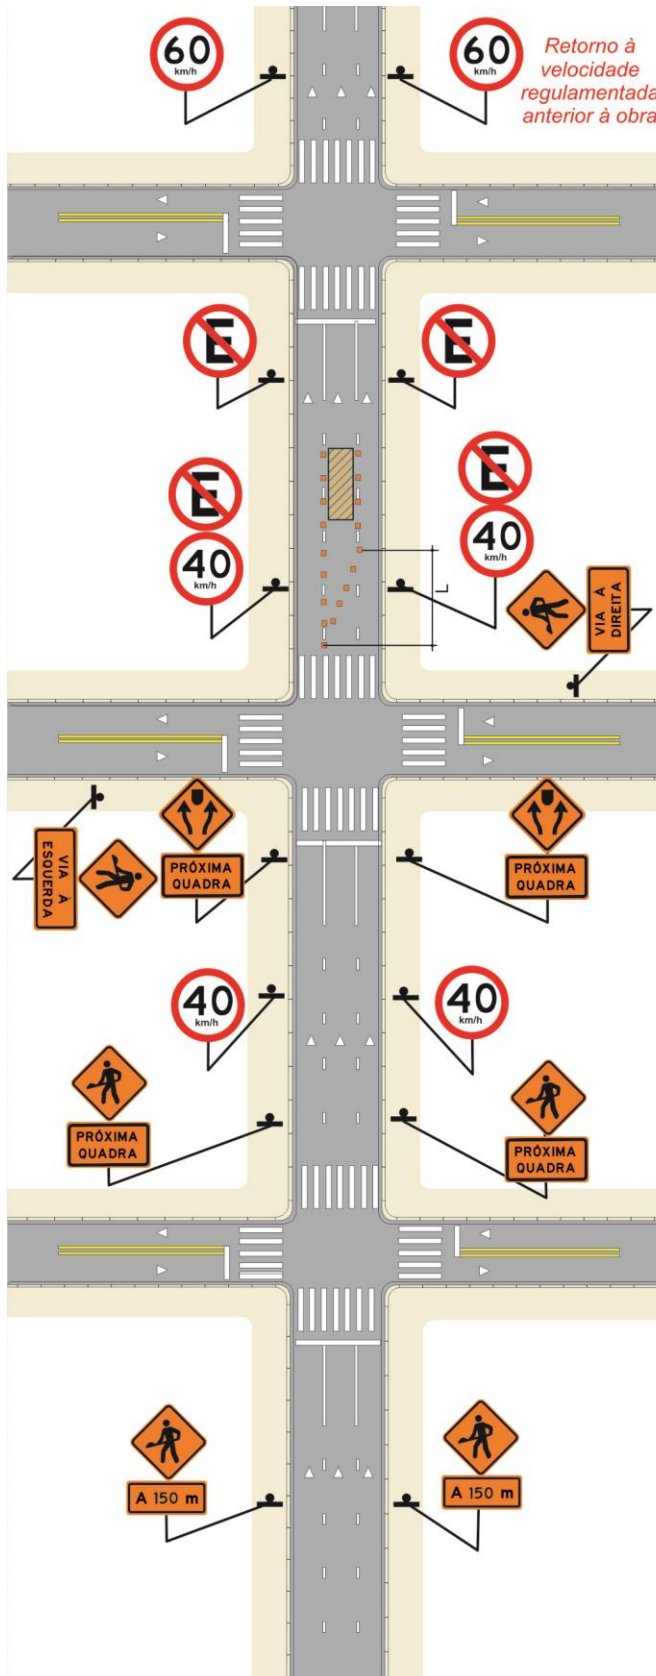 60
km/h
60
km/h
Retorno à
velocidade
regulamentada
anterior à obra
E
E
E
40
km/h
E
40
km/h
L
VIA À
DIREITA
VIA À
ESQUERDA
PRÓXIMA
QUADRA
PRÓXIMA
QUADRA
40
km/h
40
km/h
PRÓXIMA
QUADRA
PRÓXIMA
QUADRA
A 150 m
A 150 m